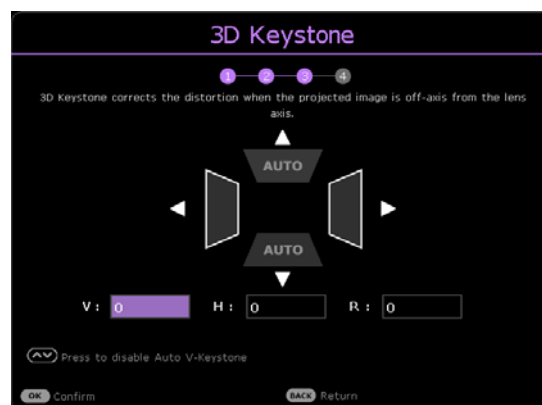 3D Keystone
1 2 3 4
3D Keystone corrects the distortion when the projected image is off-axis from the lens
axis.
AUTO
AUTO
V: 0 H: 0 R: 0
Press to disable Auto V-Keystone
OK Confirm BACK Return